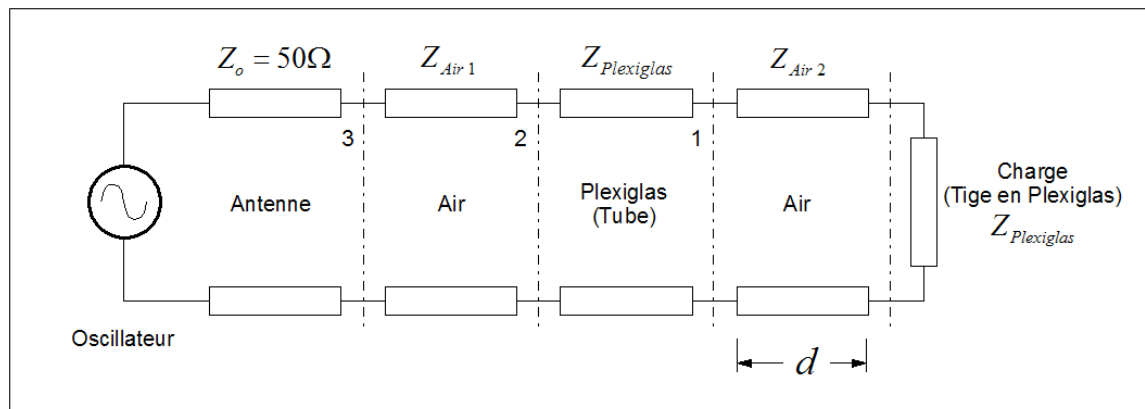 Z_o = 50Ω
Z_Air 1
Z_Plexiglas
Z_Air 2
3
2
1
Antenne
Air
Plexiglas
(Tube)
Air
Charge
(Tige en Plexiglas)
Z_Plexiglas
Oscillateur
d